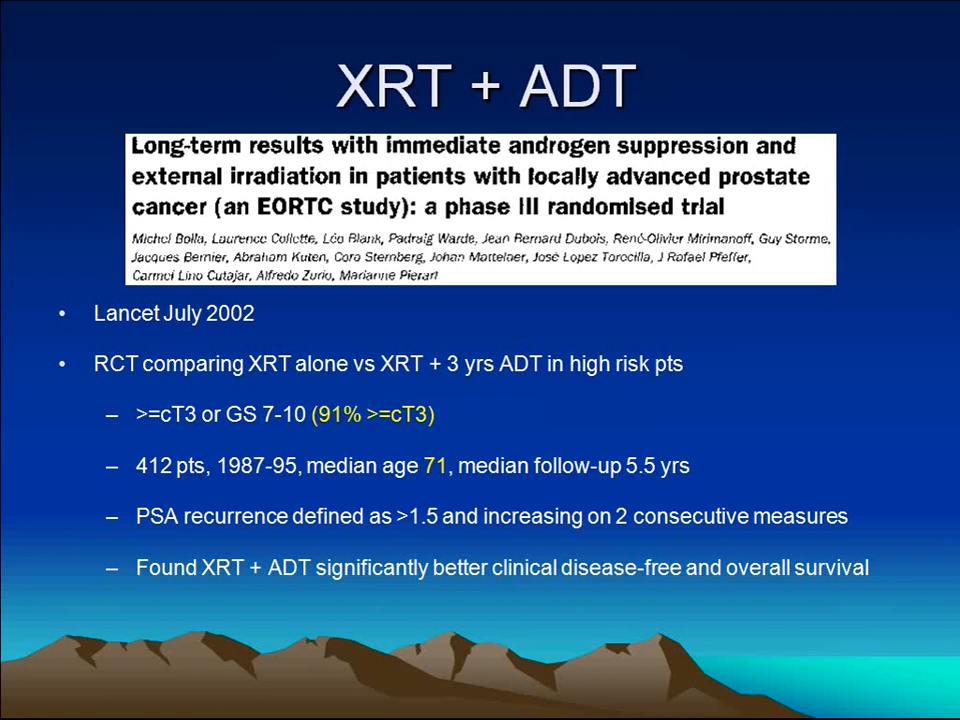 XRT + ADT
Long-term results with immediate androgen suppression and
external irradiation in patients with locally advanced prostate
cancer (an EORTC study): a phase III randomised trial
Michel Bolla, Laurence Collette, Léo Blank, Padraig Warde, Jean Bernard Dubois, René-Olivier Mirimanoff, Guy Storme,
Jacques Bernier, Abraham Kuten, Cora Sternberg, Johan Mattelaer, José Lopez Torecilla, J Rafael Pfeffer,
Carmel Lino Cutajar, Alfredo Zurlo, Marianne Pierart
• Lancet July 2002
• RCT comparing XRT alone vs XRT + 3 yrs ADT in high risk pts
– >=cT3 or GS 7-10 (91% >=cT3)
– 412 pts, 1987-95, median age 71, median follow-up 5.5 yrs
– PSA recurrence defined as >1.5 and increasing on 2 consecutive measures
– Found XRT + ADT significantly better clinical disease-free and overall survival